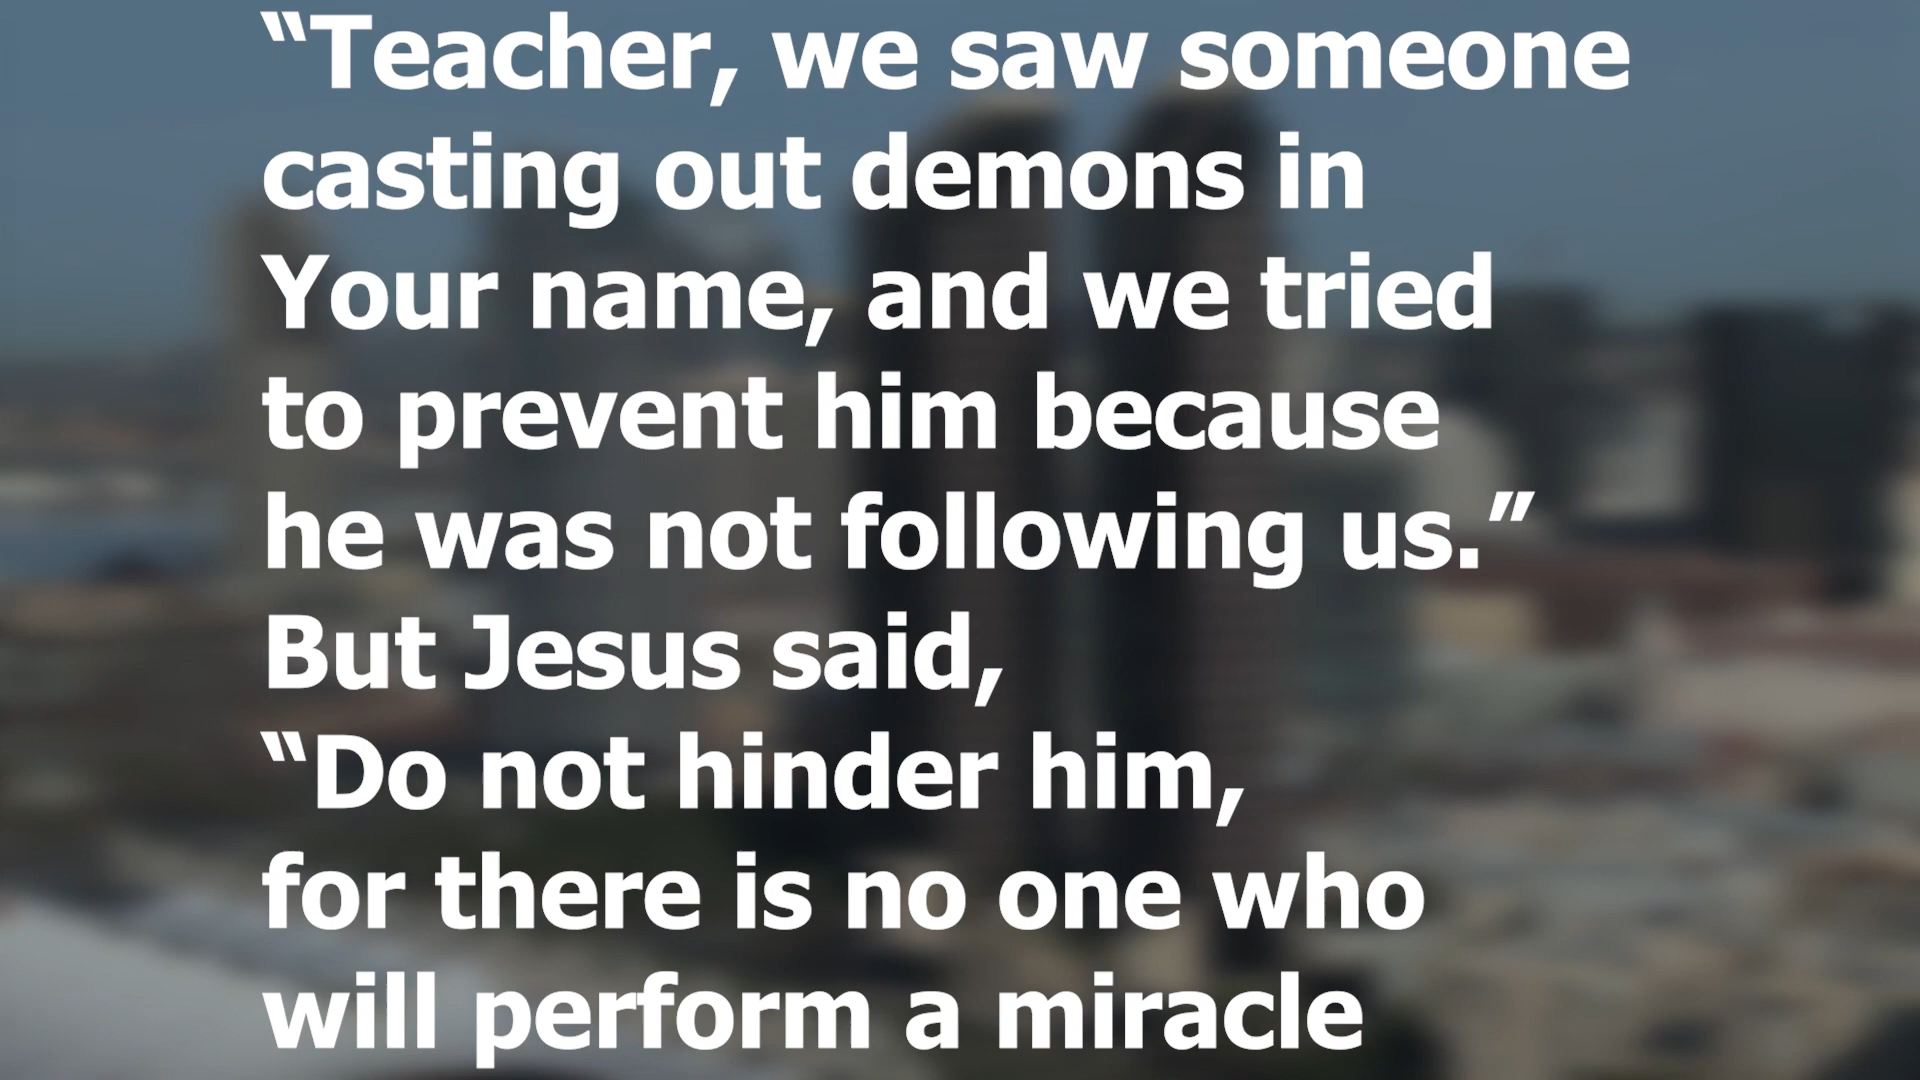 “Teacher, we saw someone
casting out demons in
Your name, and we tried
to prevent him because
he was not following us.”
But Jesus said,
“Do not hinder him,
for there is no one who
will perform a miracle